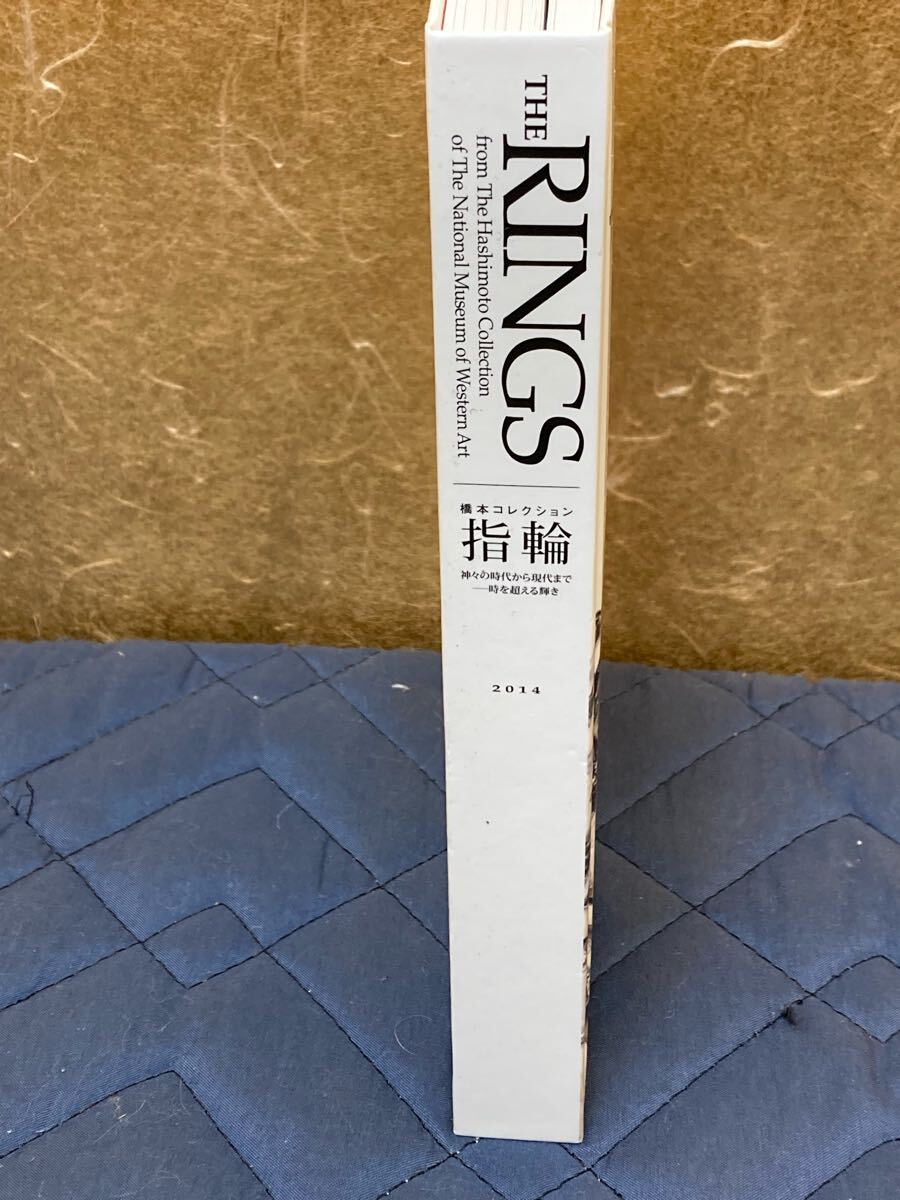 THE
RINGS
from The Hashimoto Collection
of The National Museum of Western Art
橋本コレクション
指輪
神々の時代から現代まで
──時を超える輝き
2014